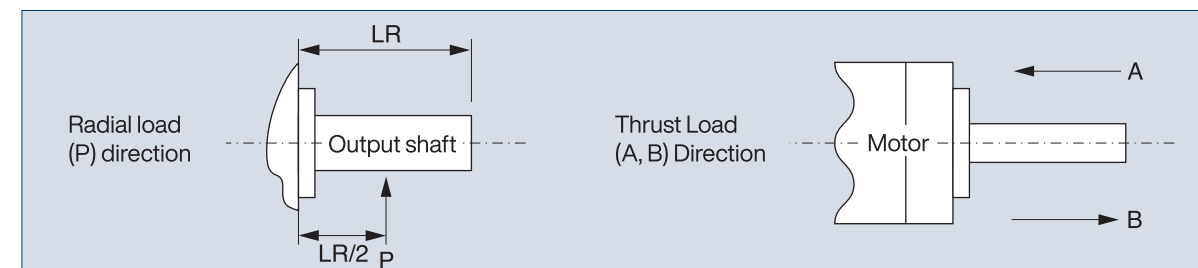 LR
Radial load
(P) direction
Output shaft
LR/2
P
Thrust Load
(A, B) Direction
Motor
A
B